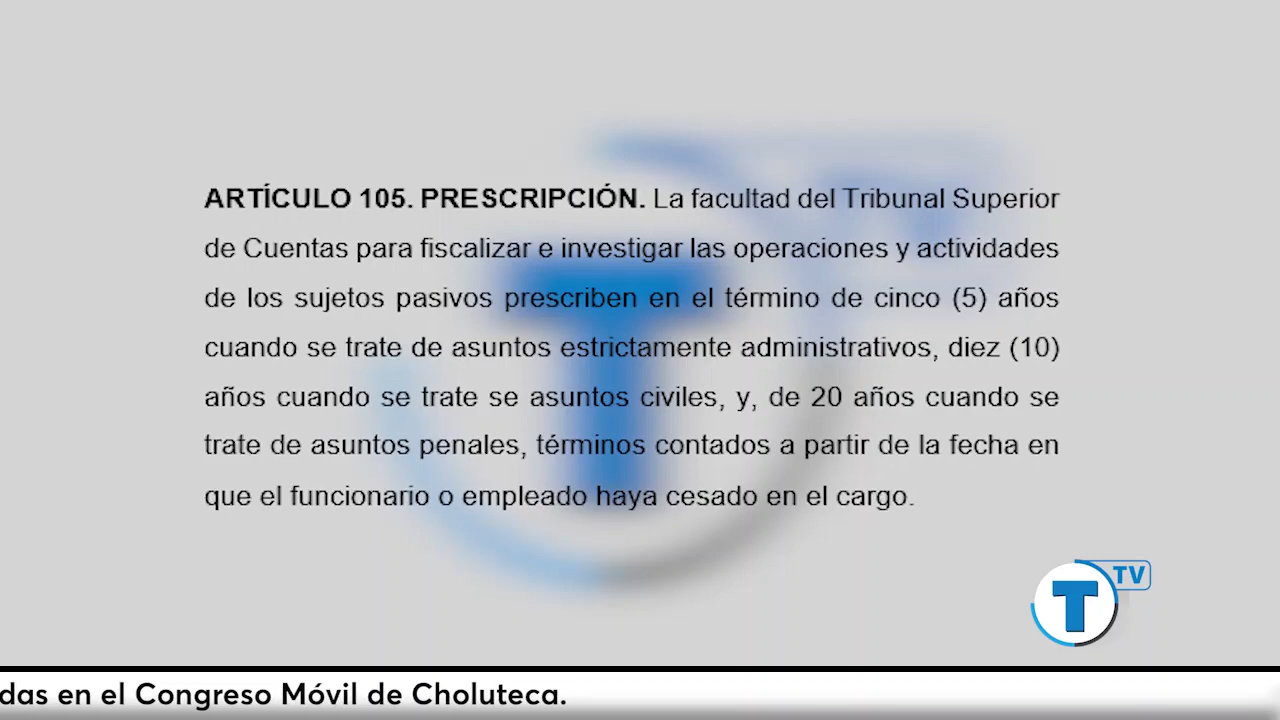 ARTÍCULO 105. PRESCRIPCIÓN. La facultad del Tribunal Superior
de Cuentas para fiscalizar e investigar las operaciones y actividades
de los sujetos pasivos prescriben en el término de cinco (5) años
cuando se trate de asuntos estrictamente administrativos, diez (10)
años cuando se trate se asuntos civiles, y, de 20 años cuando se
trate de asuntos penales, términos contados a partir de la fecha en
que el funcionario o empleado haya cesado en el cargo.
T TV
das en el Congreso Móvil de Choluteca.